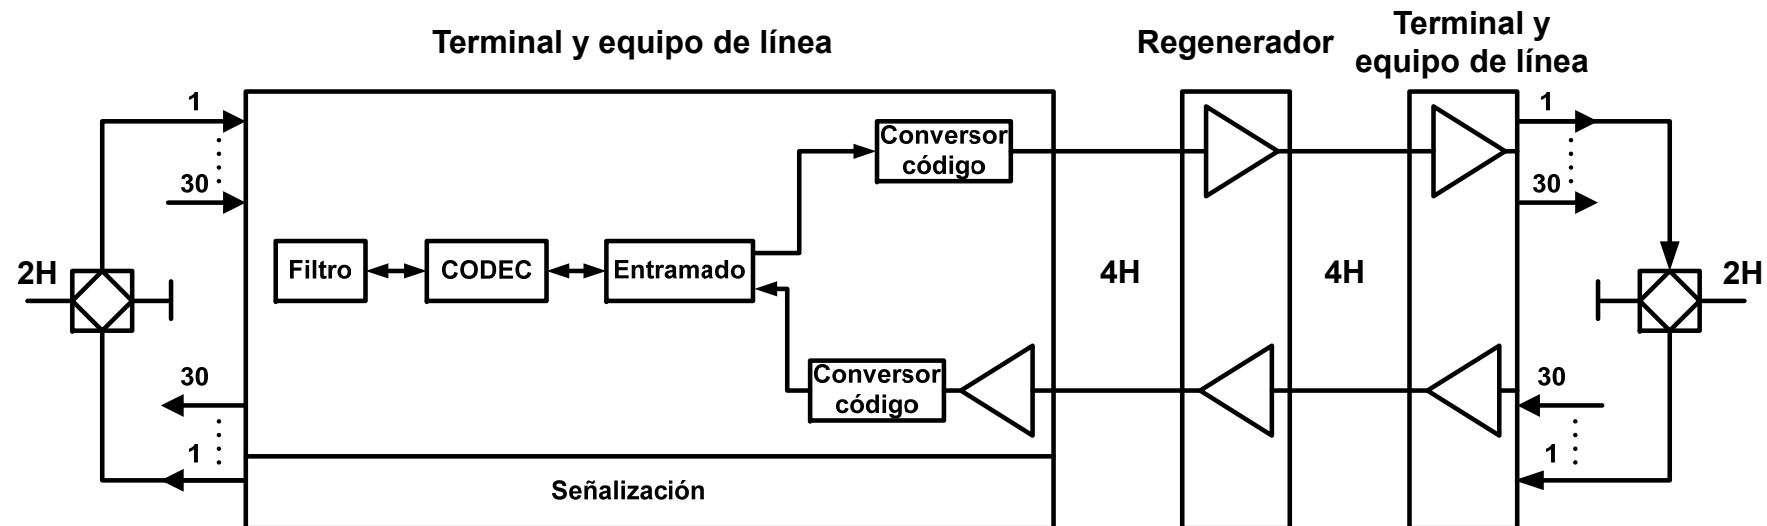 Terminal y equipo de línea
Regenerador
Terminal y
equipo de línea
1
30
2H
30
1
Filtro
CODEC
Entramado
Conversor
código
Conversor
código
Señalización
4H
4H
1
30
2H
30
1